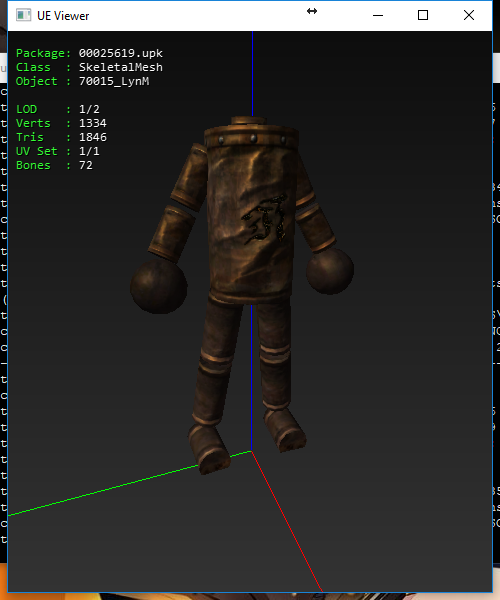 UE Viewer
Package: 00025619.upk
Class : SkeletalMesh
Object : 70015_LynM
LOD : 1/2
Verts : 1334
Tris : 1846
UV Set : 1/1
Bones : 72